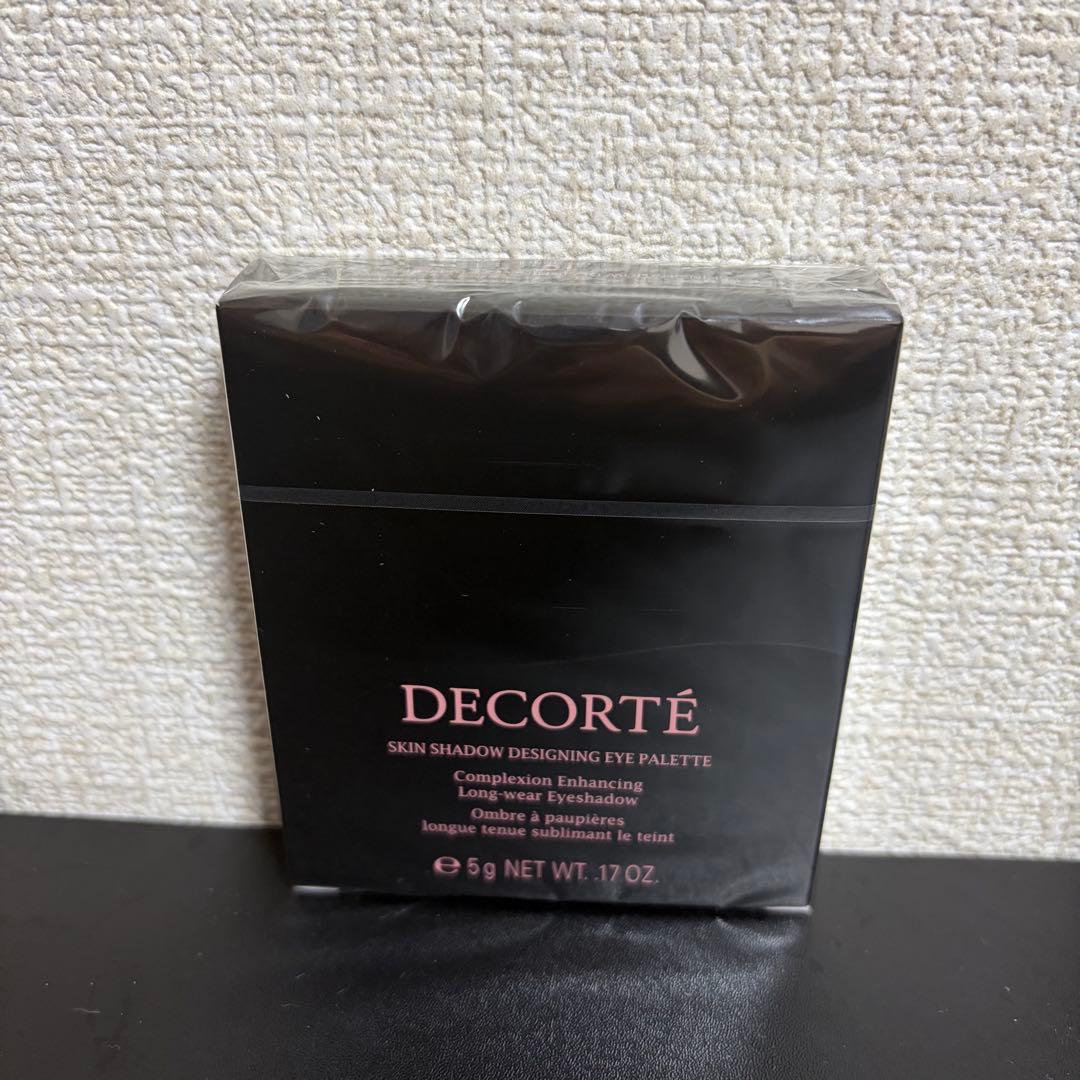 DECORTÉ
SKIN SHADOW DESIGNING EYE PALETTE
Complexion Enhancing
Long-wear Eyeshadow
Ombre à paupières
longue tenue sublimant le teint
℮ 5g NET WT. .17 OZ.